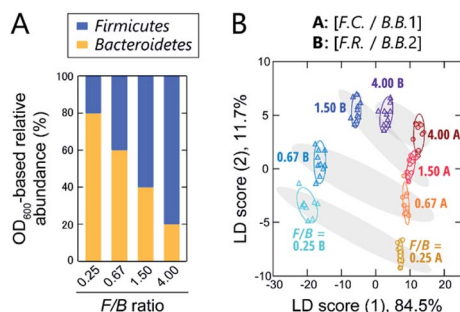 A
Firmicutes
Bacteroidetes
OD600-based relative
abundance (%)
100
80
60
40
20
0
0.25
0.67
1.50
4.00
F/B ratio
B
A: [F.C. / B.B.1]
B: [F.R. / B.B.2]
LD score (2), 11.7%
10
5
0
-5
-10
1.50 B
4.00 B
4.00 A
1.50 A
0.67 B
0.67 A
F/B =
0.25 B
F/B =
0.25 A
-30
-20
-10
0
10
20
30
LD score (1), 84.5%